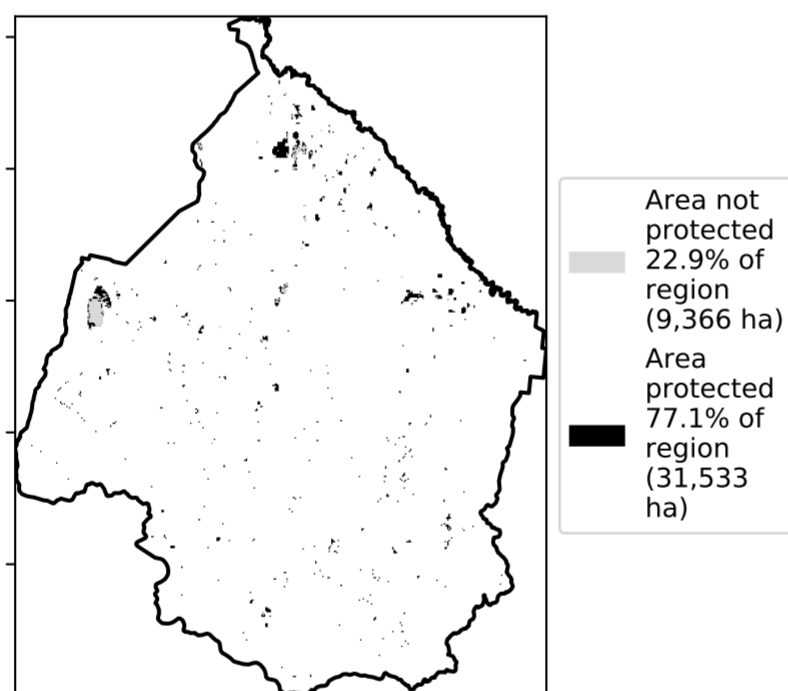 Area not
protected
22.9% of
region
(9,366 ha)
Area
protected
77.1% of
region
(31,533
ha)